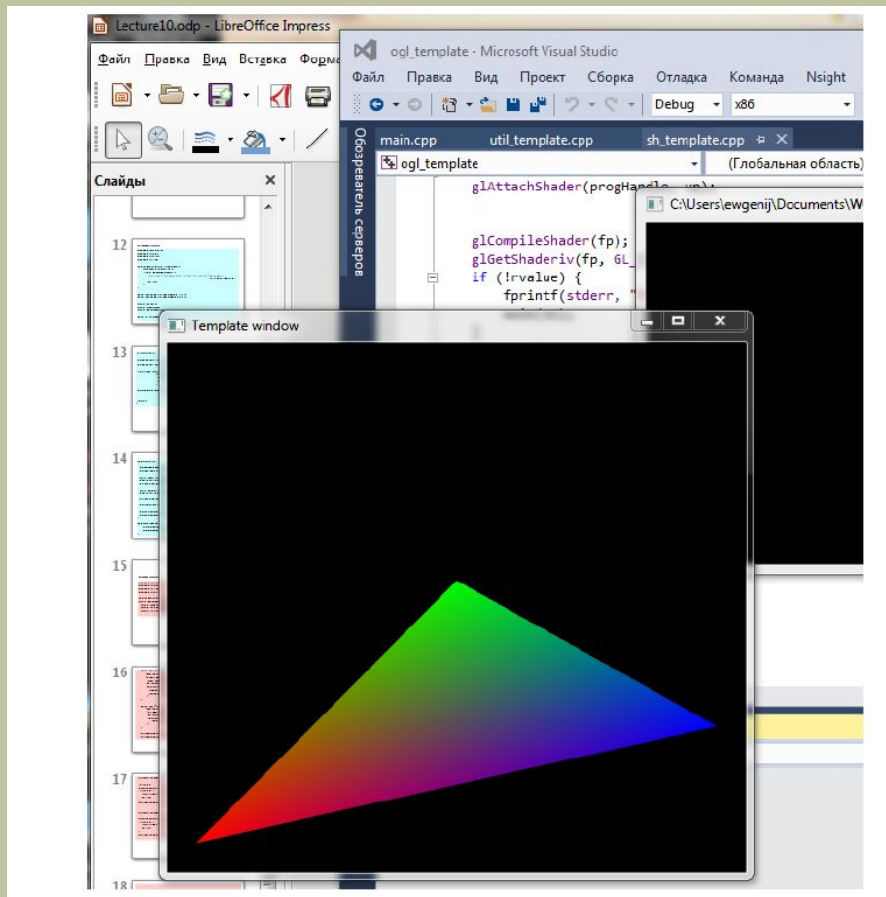 Lecture10.odp - LibreOffice Impress
Файл Правка Вид Вставка
Слайды
12
13
14
15
16
17
18
ogl_template - Microsoft Visual Studio
Файл Правка Вид Проект Сборка Отладка Команда Nsight
Debug x86
Обозреватель серверов
main.cpp util_template.cpp sh_template.cpp
ogl_template (Глобальная область)
glAttachShader(progHandle, vp);
glCompileShader(fp);
glGetShaderiv(fp, GL_
if (!rvalue) {
fprintf(stderr, "
C:\Users\ewgenij\Documents\
Template window